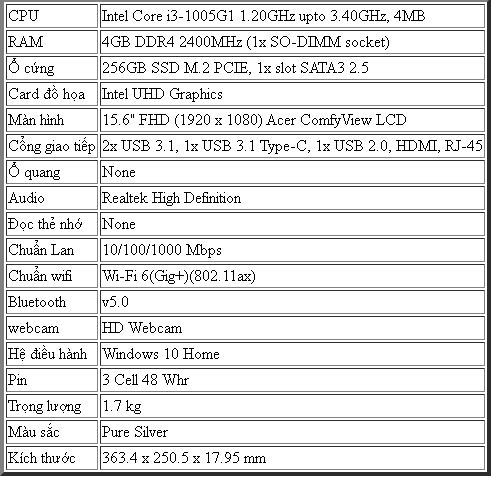 CPU Intel Core i3-1005G1 1.20GHz upto 3.40GHz, 4MB
RAM 4GB DDR4 2400MHz (1x SO-DIMM socket)
Ổ cứng 256GB SSD M.2 PCIE, 1x slot SATA3 2.5
Card đồ họa Intel UHD Graphics
Màn hình 15.6" FHD (1920 x 1080) Acer ComfyView LCD
Cổng giao tiếp 2x USB 3.1, 1x USB 3.1 Type-C, 1x USB 2.0, HDMI, RJ-45
Ổ quang None
Audio Realtek High Definition
Đọc thẻ nhớ None
Chuẩn Lan 10/100/1000 Mbps
Chuẩn wifi Wi-Fi 6(Gig+)(802.11ax)
Bluetooth v5.0
webcam HD Webcam
Hệ điều hành Windows 10 Home
Pin 3 Cell 48 Whr
Trọng lượng 1.7 kg
Màu sắc Pure Silver
Kích thước 363.4 x 250.5 x 17.95 mm